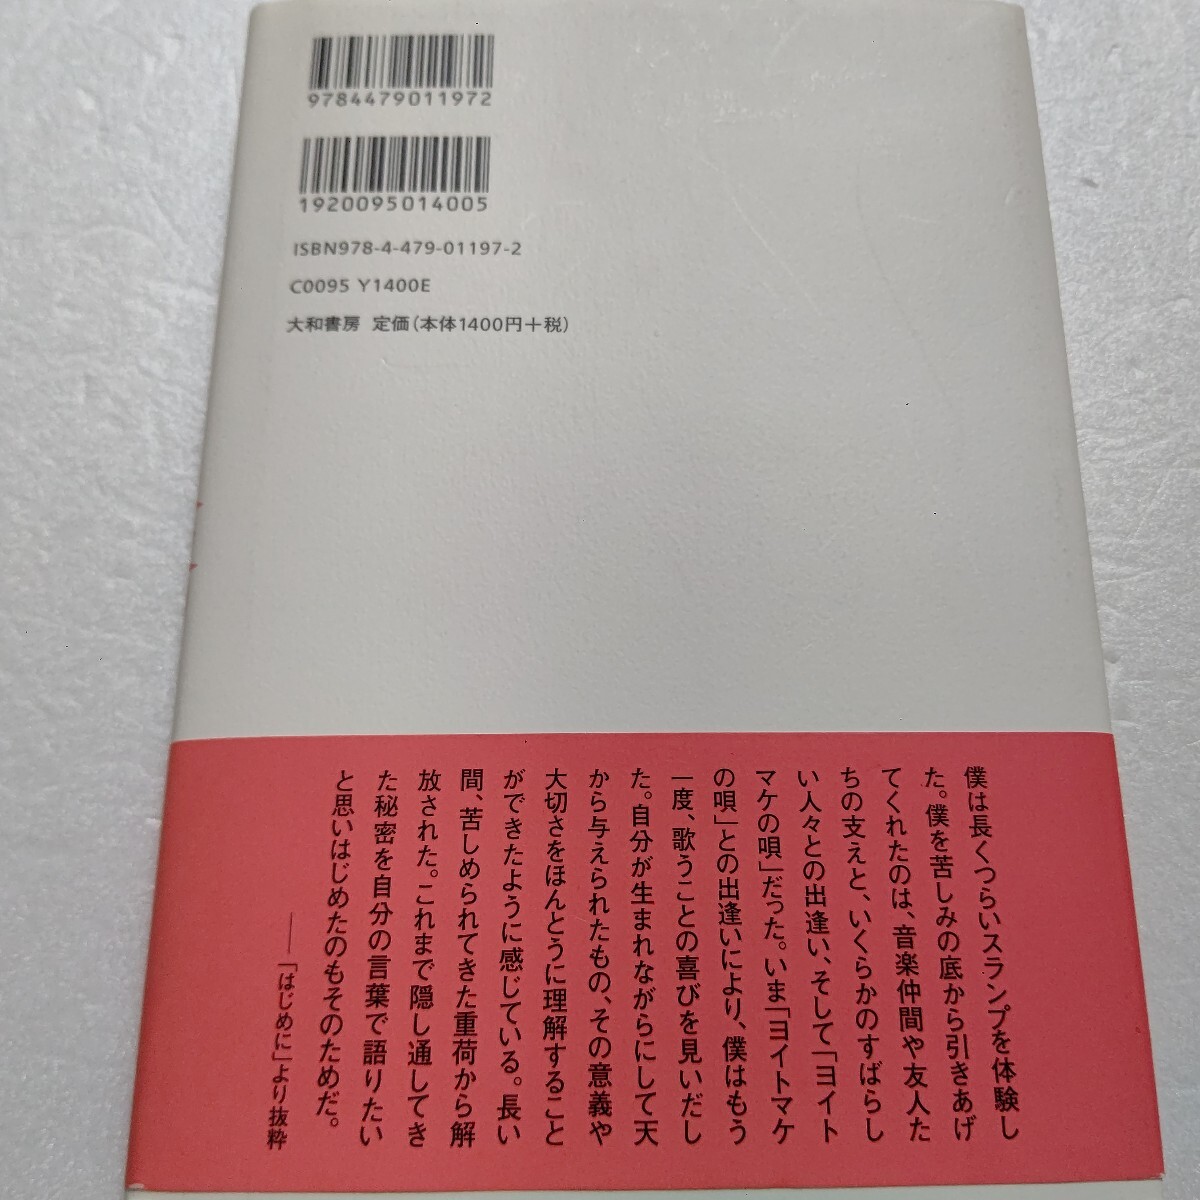 9784479011972
1920095014005
ISBN978-4-479-01197-2
C0095 Y1400E
大和書房 定価(本体1400円+税)
僕は長くつらいスランプを体験し
た。僕を苦しみの底から引きあげ
てくれたのは、音楽仲間や友人た
ちの支えと、いくらかのすばらし
い人々との出逢い、そして「ヨイト
マケの唄」だった。いま「ヨイトマケ
の唄」との出逢いにより、僕はもう
一度、歌うことの喜びを見いだし
た。自分が生まれながらにして天
から与えられたもの、その意義や
大切さをほんとうに理解すること
ができたように感じている。長い
間、苦しめられてきた重荷から解
放された。これまで隠し通してき
た秘密を自分の言葉で語りたい
と思いはじめたのもそのためだ。
――「はじめに」より抜粋